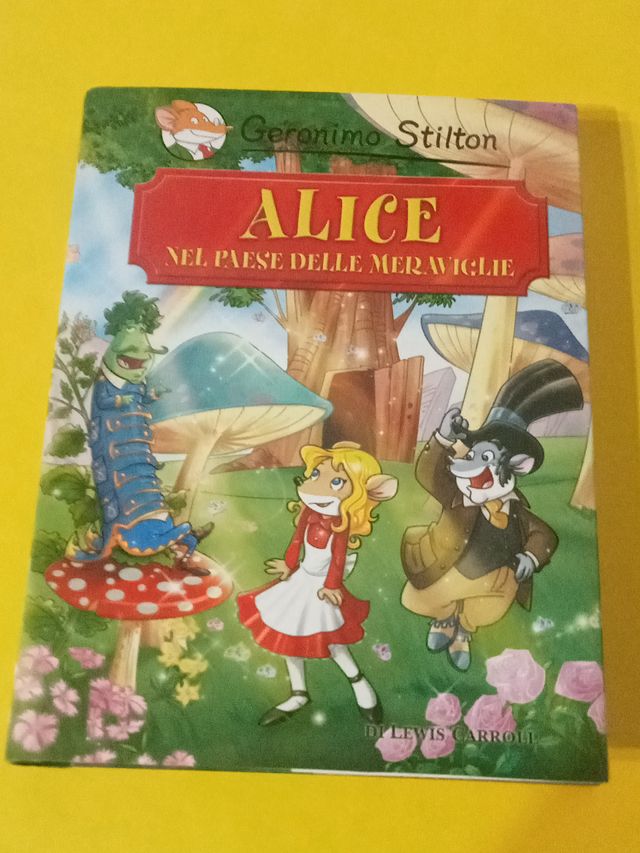 Geronimo Stilton
ALICE
NEL PAESE DELLE MERAVIGLIE
DI LEWIS CARROLL